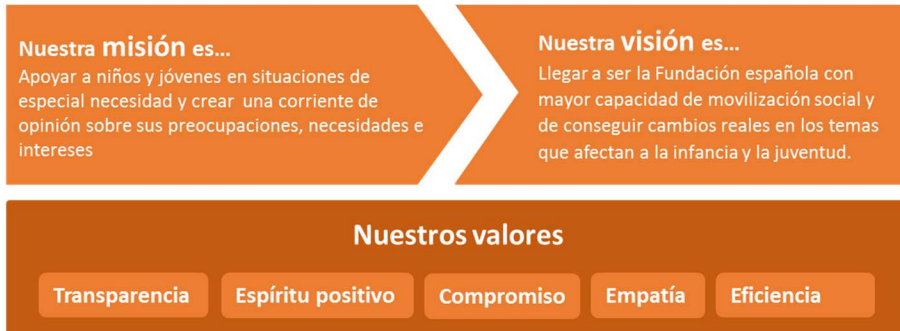 Nuestra misión es...
Apoyar a niños y jóvenes en situaciones de
especial necesidad y crear una corriente de
opinión sobre sus preocupaciones, necesidades e
intereses
Nuestra visión es...
Llegar a ser la Fundación española con
mayor capacidad de movilización social y
de conseguir cambios reales en los temas
que afectan a la infancia y la juventud.
Nuestros valores
Transparencia
Espíritu positivo
Compromiso
Empatía
Eficiencia